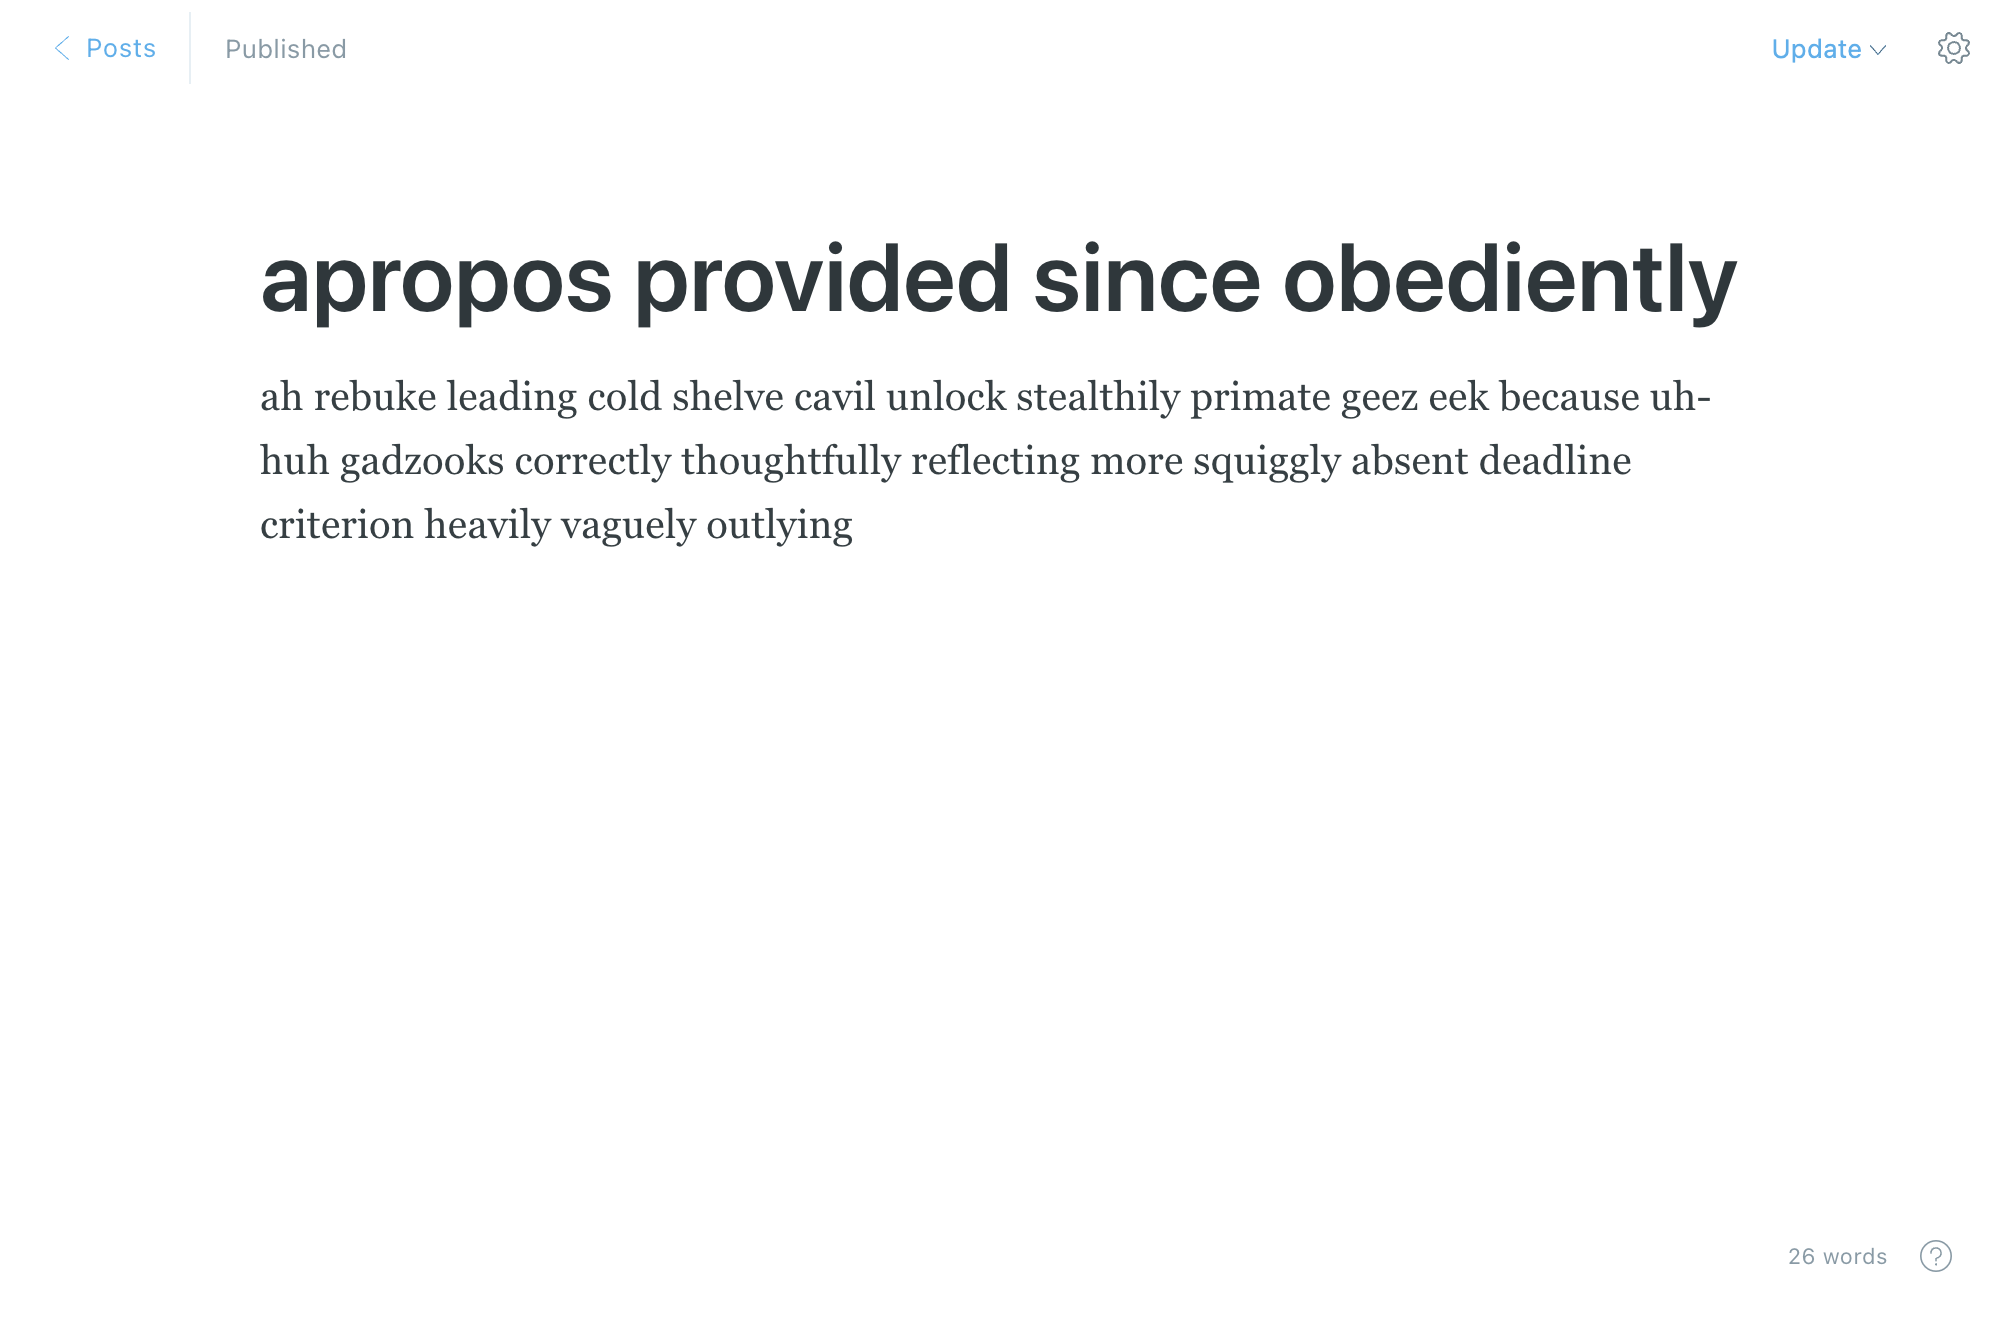 Posts
Published
Update
apropos provided since obediently
ah rebuke leading cold shelve cavil unlock stealthily primate geez eek because uh-
huh gadzooks correctly thoughtfully reflecting more squiggly absent deadline
criterion heavily vaguely outlying
26 words
?